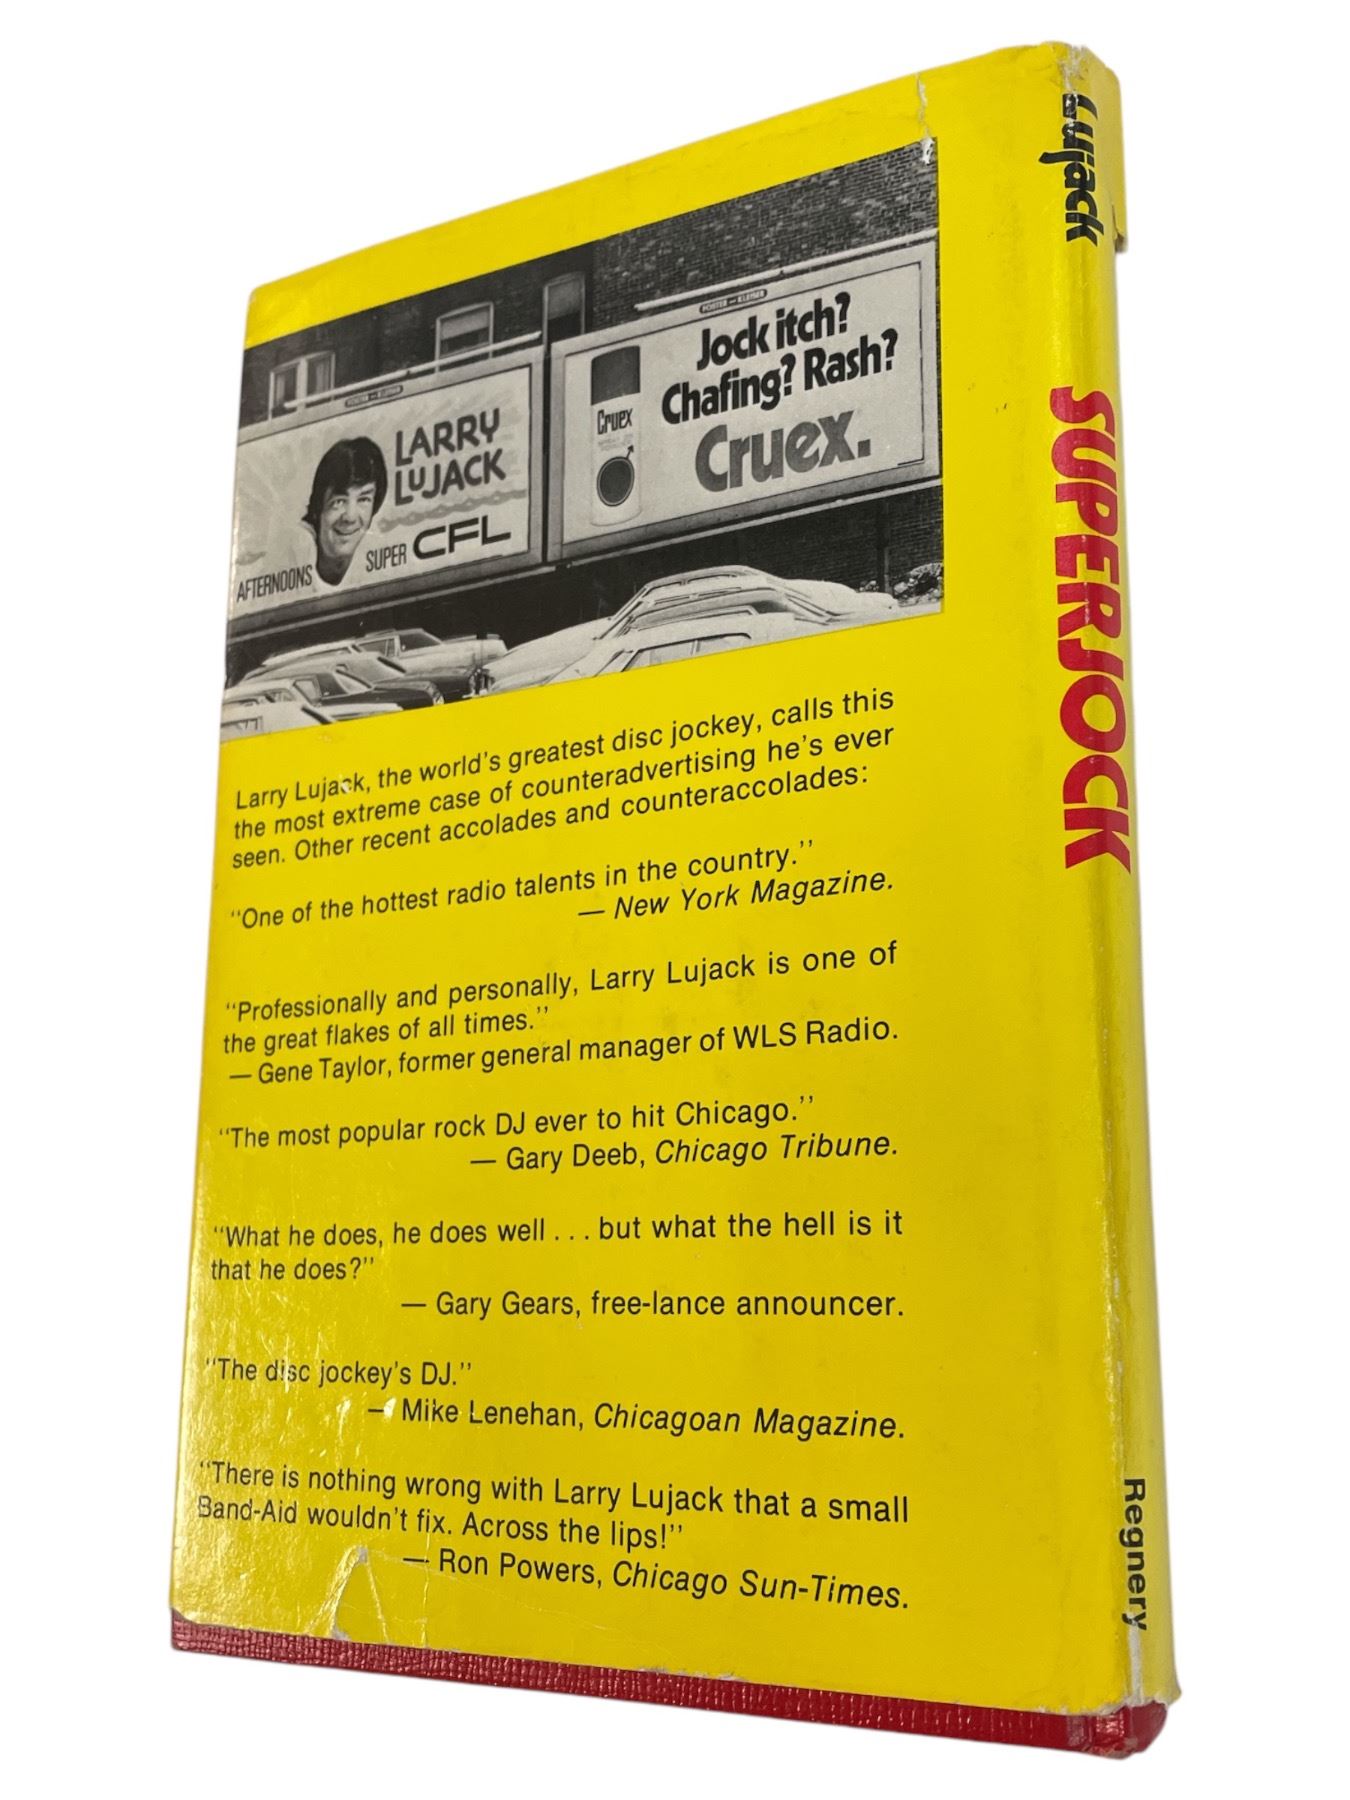 FOSTER AND KLEISER
Jock itch?
Chafing? Rash?
Cruex.
Cruex
LARRY
LUJACK
SUPER CFL
AFTERNOONS
Larry Lujack, the world's greatest disc jockey, calls this
the most extreme case of counteradvertising he's ever
seen. Other recent accolades and counteraccolades:
"One of the hottest radio talents in the country."
— New York Magazine.
"Professionally and personally, Larry Lujack is one of
the great flakes of all times."
— Gene Taylor, former general manager of WLS Radio.
"The most popular rock DJ ever to hit Chicago."
— Gary Deeb, Chicago Tribune.
"What he does, he does well . . . but what the hell is it
that he does?"
— Gary Gears, free-lance announcer.
"The disc jockey's DJ."
— Mike Lenehan, Chicagoan Magazine.
"There is nothing wrong with Larry Lujack that a small
Band-Aid wouldn't fix. Across the lips!"
— Ron Powers, Chicago Sun-Times.
Lujack
SUPERJOCK
Regnery